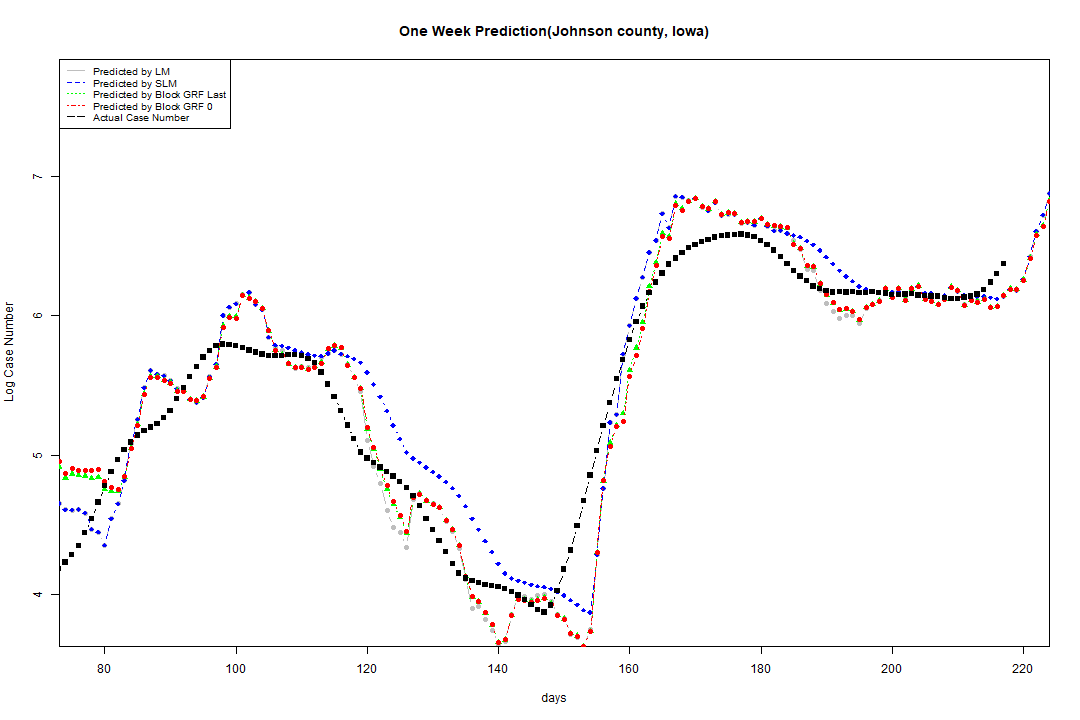 One Week Prediction(Johnson county, Iowa)
Predicted by LM
Predicted by SLM
Predicted by Block GRF Last
Predicted by Block GRF 0
Actual Case Number
7
6
5
4
Log Case Number
80 100 120 140 160 180 200 220
days